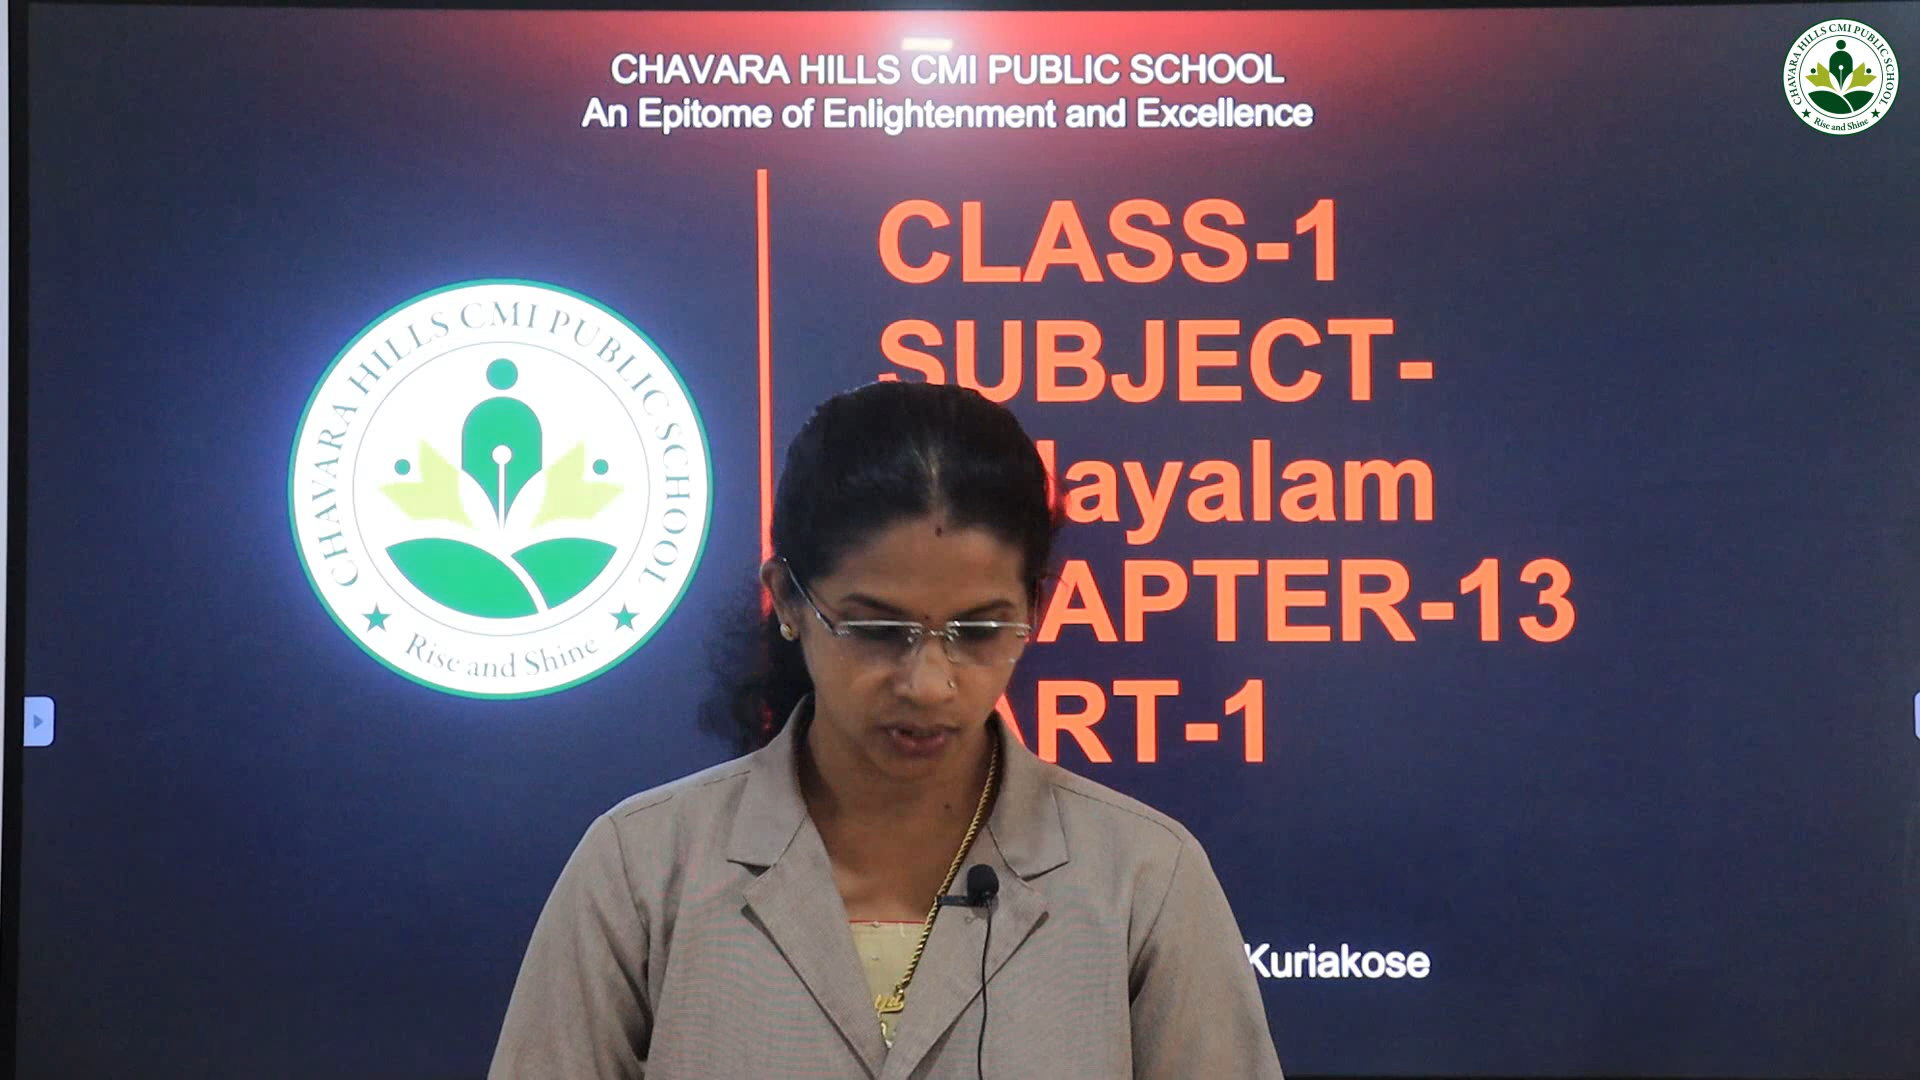 CHAVARA HILLS CMI PUBLIC SCHOOL
An Epitome of Enlightenment and Excellence
CHAVARA HILLS CMI PUBLIC SCHOOL
Rise and Shine
CLASS-1
SUBJECT-
layalam
HAPTER-13
ART-1
Kuriakose
CHAVARA HILLS CMI PUBLIC SCHOOL
Rise and Shine